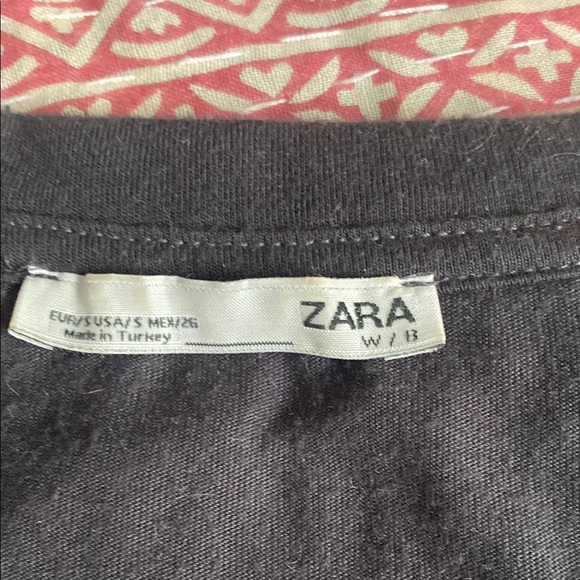 EUR/S USA/S MEX/26
Made in Turkey
ZARA
W / B